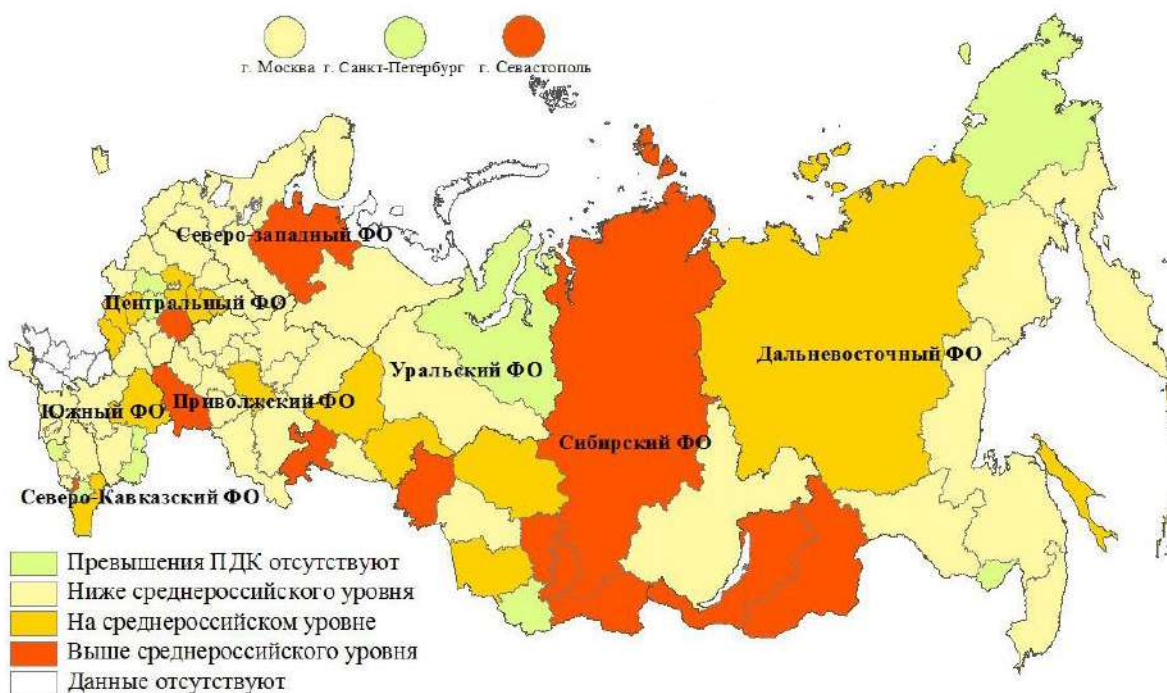 г. Москва г. Санкт-Петербург г. Севастополь
Северо-западный ФО
Центральный ФО
Уральский ФО
Дальневосточный ФО
Южный ФО
Приволжский ФО
Сибирский ФО
Северо-Кавказский ФО
Превышения ПДК отсутствуют
Ниже среднероссийского уровня
На среднероссийском уровне
Выше среднероссийского уровня
Данные отсутствуют